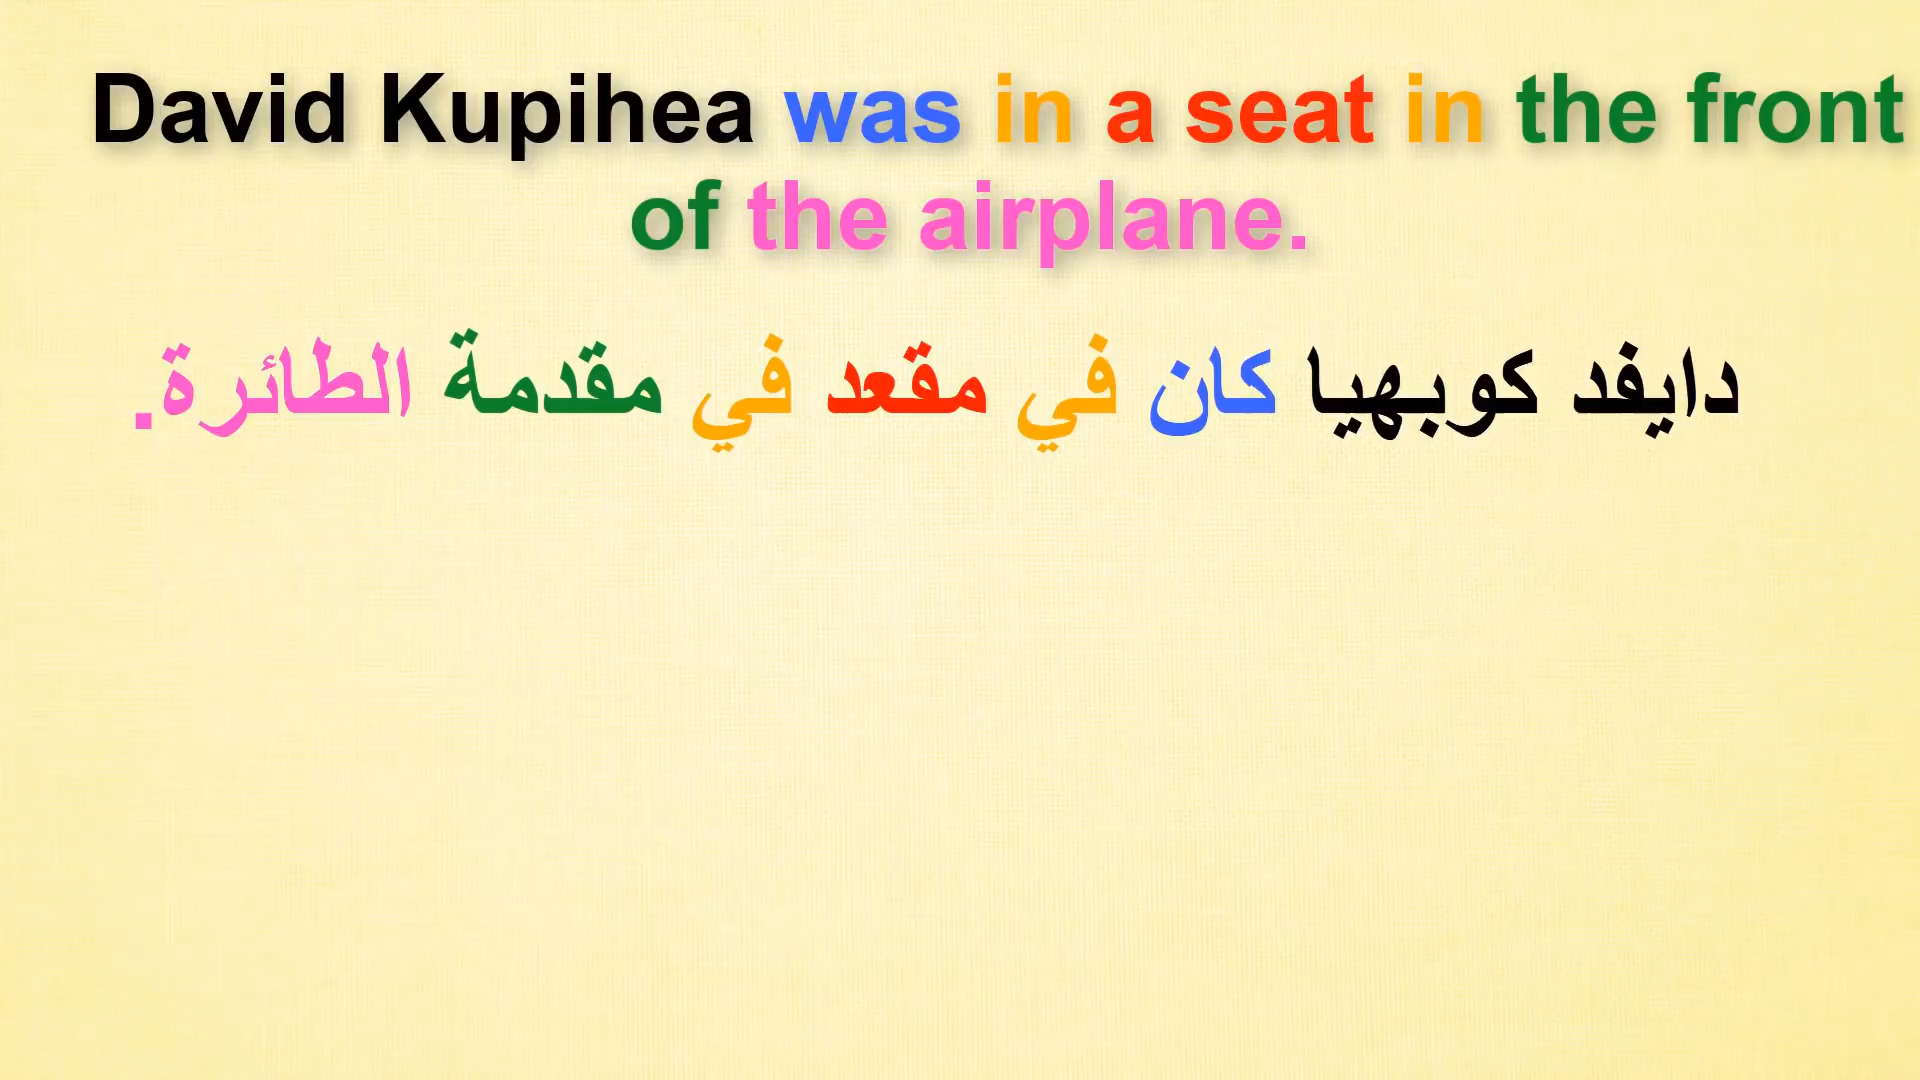 David Kupihea was in a seat in the front
of the airplane.
دايفد كوبهيا كان في مقعد في مقدمة الطائرة.